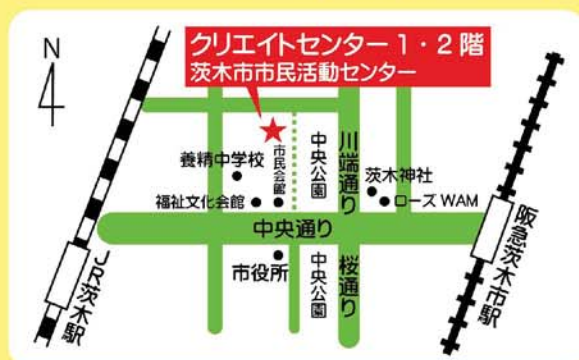 N
クリエイトセンター1・2階
茨木市市民活動センター
養精中学校
市民会館
中央公園
川端通り
茨木神社
福祉文化会館
ローズWAM
中央通り
市役所
中央公園
桜通り
JR茨木駅
阪急茨木市駅